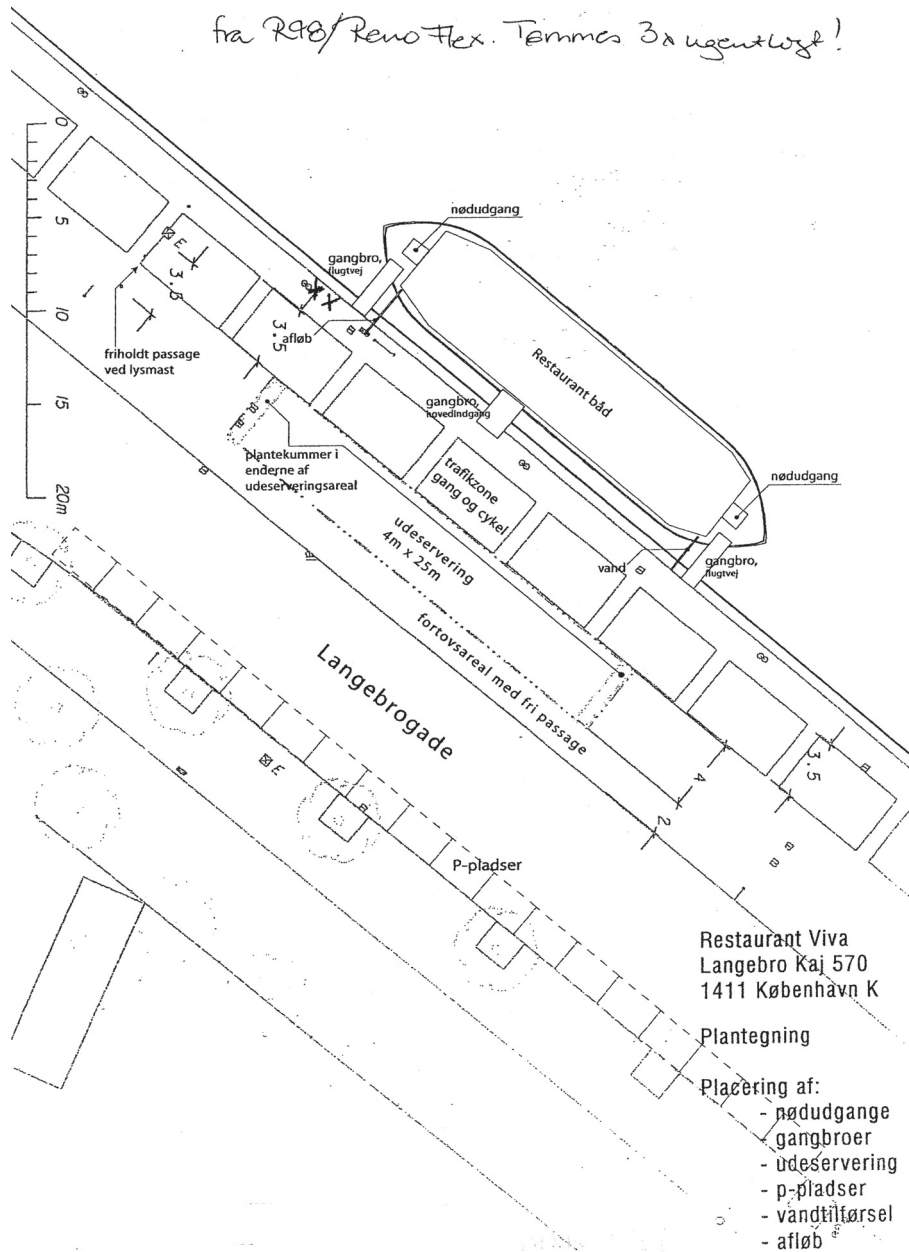 fra R98/Reno Flex. Tømmes 3x ugentligt!
0
5
10
15
20m
nødudgang
gangbro,
flugtvej
E
3.5
3.5
afløb
friholdt passage
ved lysmast
Restaurant båd
gangbro,
hovedindgang
plantekummer i
enderne af
udeserveringsareal
trafikzone
gang og cykel
nødudgang
udeservering
4m x 25m
vand
gangbro,
flugtvej
fortovsareal med fri passage
Langebrogade
3.5
4
2
E
P-pladser
Restaurant Viva
Langebro Kaj 570
1411 København K
Plantegning
Placering af:
- nødudgange
- gangbroer
- udeservering
- p-pladser
- vandtilførsel
- afløb